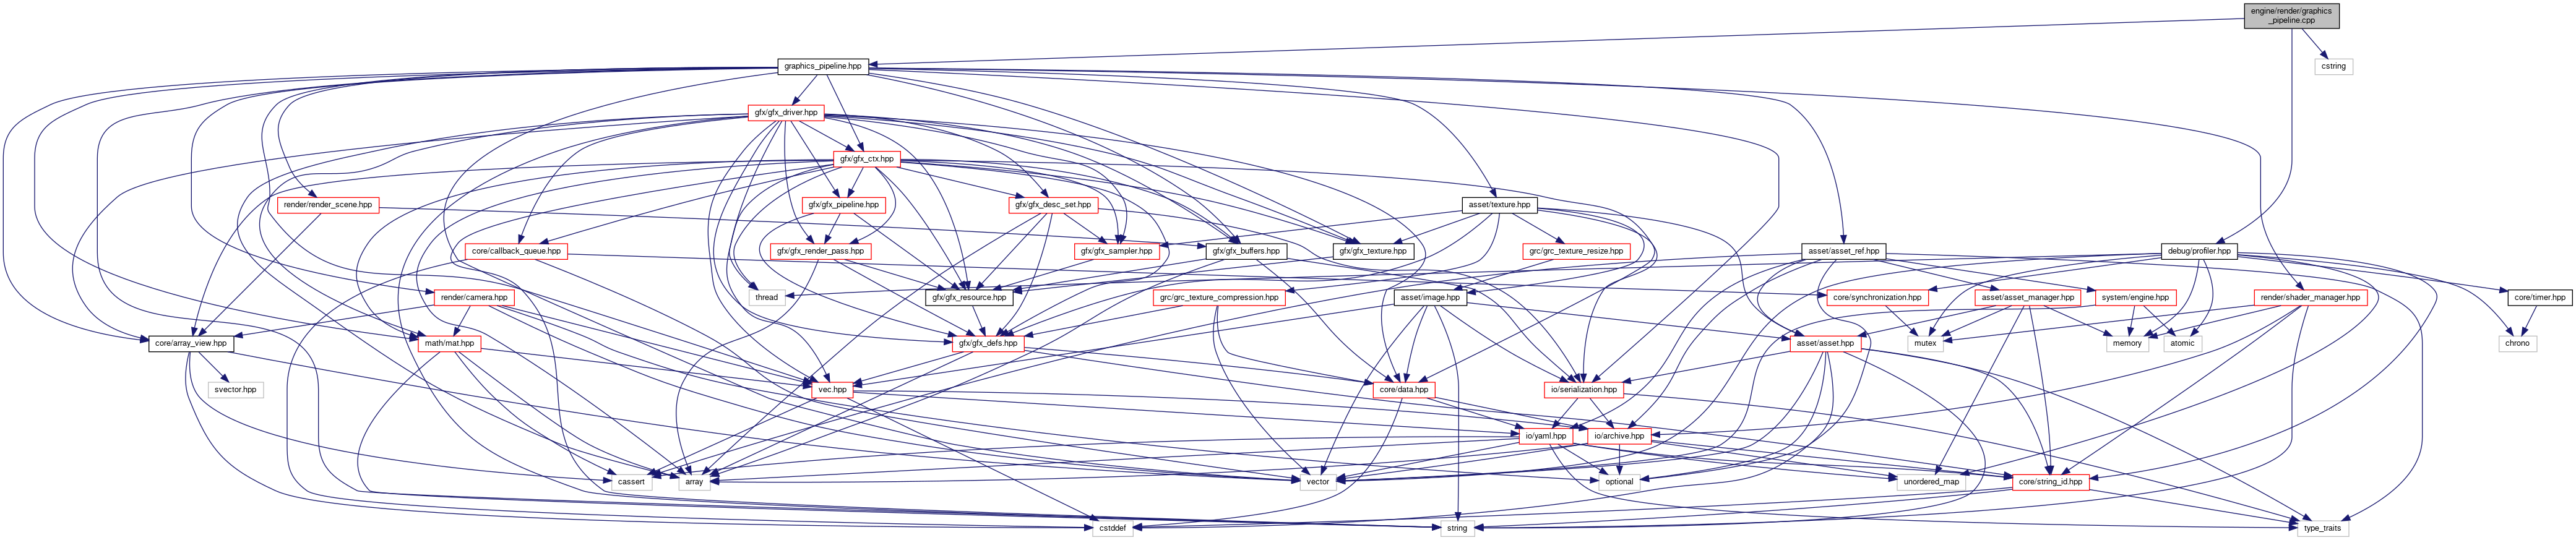 engine/render/graphics
_pipeline.cpp
graphics_pipeline.hpp
cstring
gfx/gfx_driver.hpp
gfx/gfx_ctx.hpp
render/render_scene.hpp
gfx/gfx_pipeline.hpp
gfx/gfx_desc_set.hpp
asset/texture.hpp
core/callback_queue.hpp
gfx/gfx_render_pass.hpp
gfx/gfx_sampler.hpp
gfx/gfx_buffers.hpp
gfx/gfx_texture.hpp
grc/grc_texture_resize.hpp
asset/asset_ref.hpp
debug/profiler.hpp
render/camera.hpp
thread
gfx/gfx_resource.hpp
grc/grc_texture_compression.hpp
asset/image.hpp
core/synchronization.hpp
asset/asset_manager.hpp
system/engine.hpp
render/shader_manager.hpp
core/timer.hpp
core/array_view.hpp
math/mat.hpp
gfx/gfx_defs.hpp
asset/asset.hpp
mutex
memory
atomic
chrono
svector.hpp
vec.hpp
core/data.hpp
io/serialization.hpp
io/yaml.hpp
io/archive.hpp
cassert
array
vector
optional
unordered_map
core/string_id.hpp
cstddef
string
type_traits